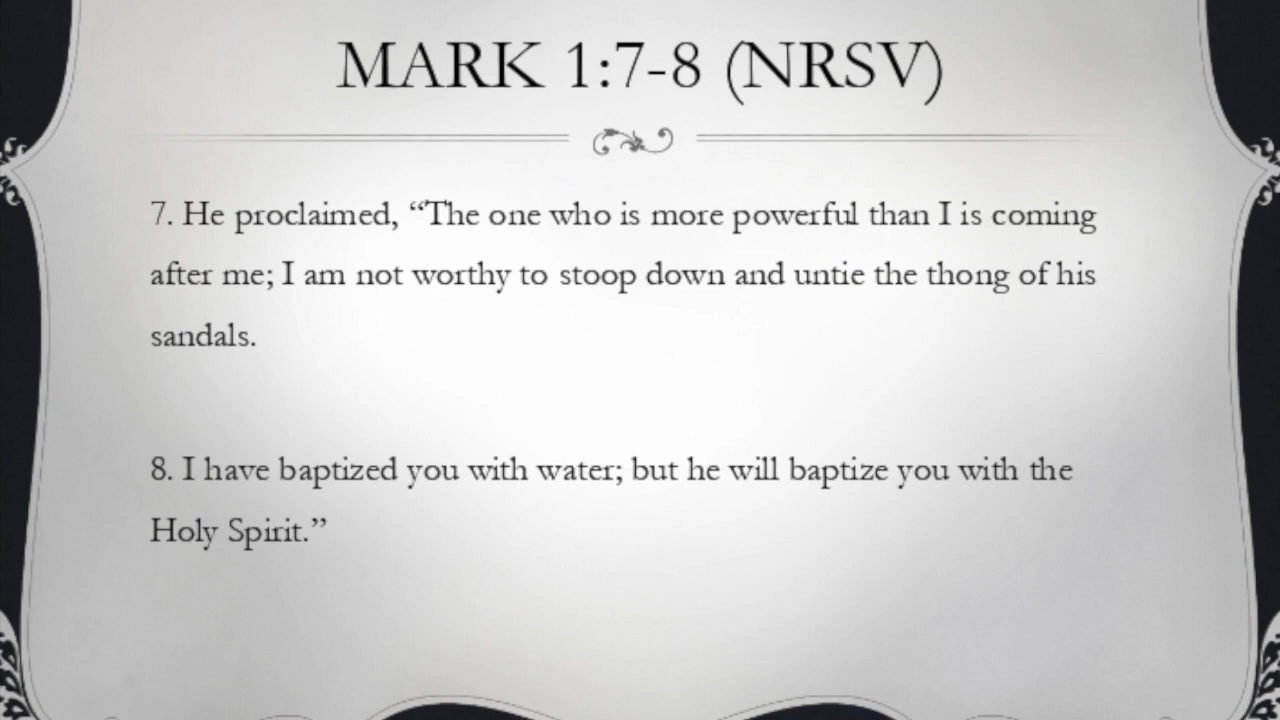 MARK 1:7-8 (NRSV)
7. He proclaimed, “The one who is more powerful than I is coming
after me; I am not worthy to stoop down and untie the thong of his
sandals.
8. I have baptized you with water; but he will baptize you with the
Holy Spirit.”